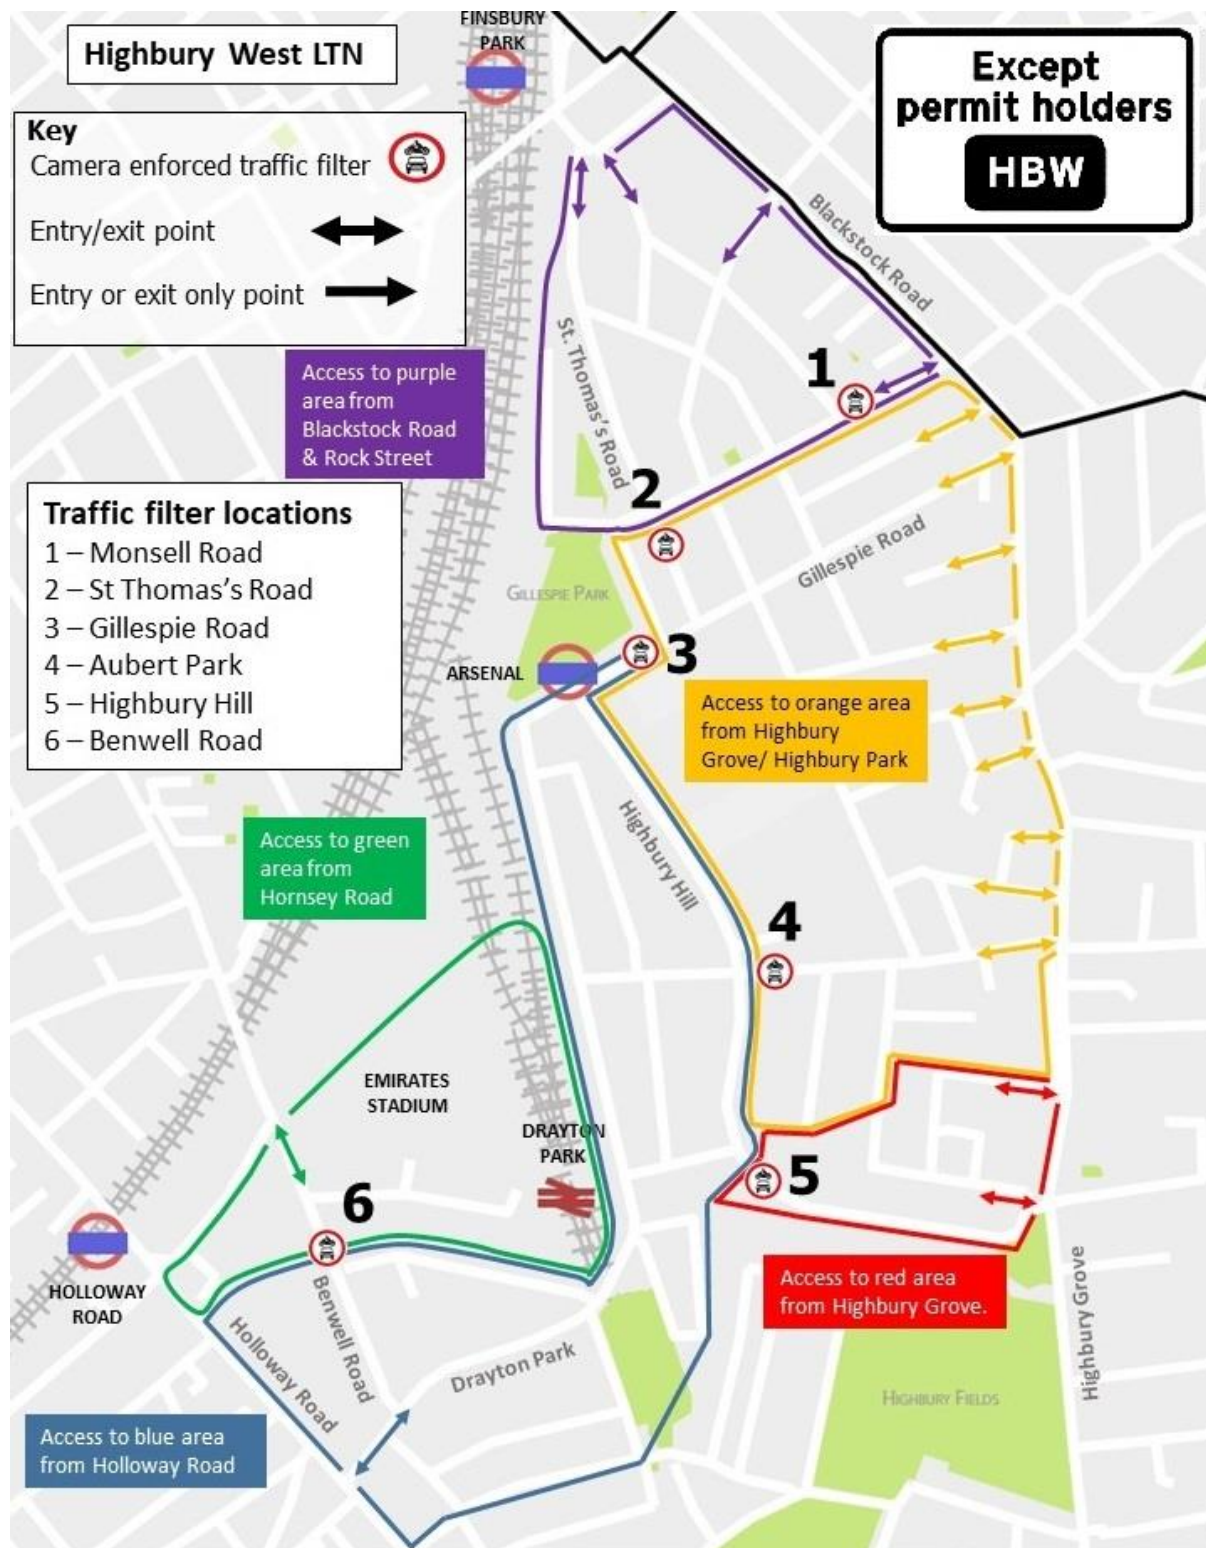 FINSBURY
PARK
Highbury West LTN
Except
permit holders
HBW
Key
Camera enforced traffic filter
Entry/exit point
Entry or exit only point
Blackstock Road
St. Thomas's Road
1
Access to purple
area from
Blackstock Road
& Rock Street
2
Traffic filter locations
1 – Monsell Road
2 – St Thomas's Road
3 – Gillespie Road
4 – Aubert Park
5 – Highbury Hill
6 – Benwell Road
Gillespie Road
GILLESPIE PARK
ARSENAL
3
Access to orange area
from Highbury
Grove/ Highbury Park
Highbury Hill
Access to green
area from
Hornsey Road
4
EMIRATES
STADIUM
DRAYTON
PARK
5
6
HOLLOWAY
ROAD
Access to red area
from Highbury Grove.
Highbury Grove
Benwell Road
Holloway Road
Drayton Park
HIGHBURY FIELDS
Access to blue area
from Holloway Road